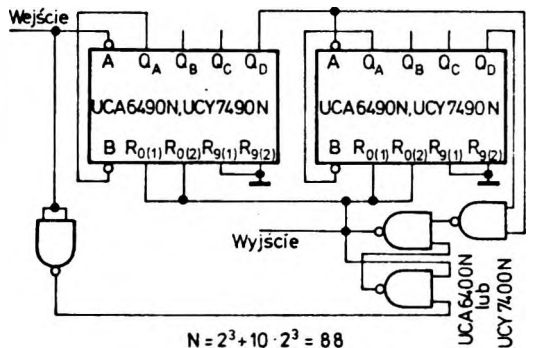 Wejście
A QA QB QC QD
A QA QB QC QD
UCA6490N,UCY7490N
UCA6490N,UCY7490N
B R0(1) R0(2) R9(1) R9(2)
B R0(1) R0(2) R9(1) R9(2)
Wyjście
UCA6400N
lub
UCY7400N
N = 2³+10·2³ = 88